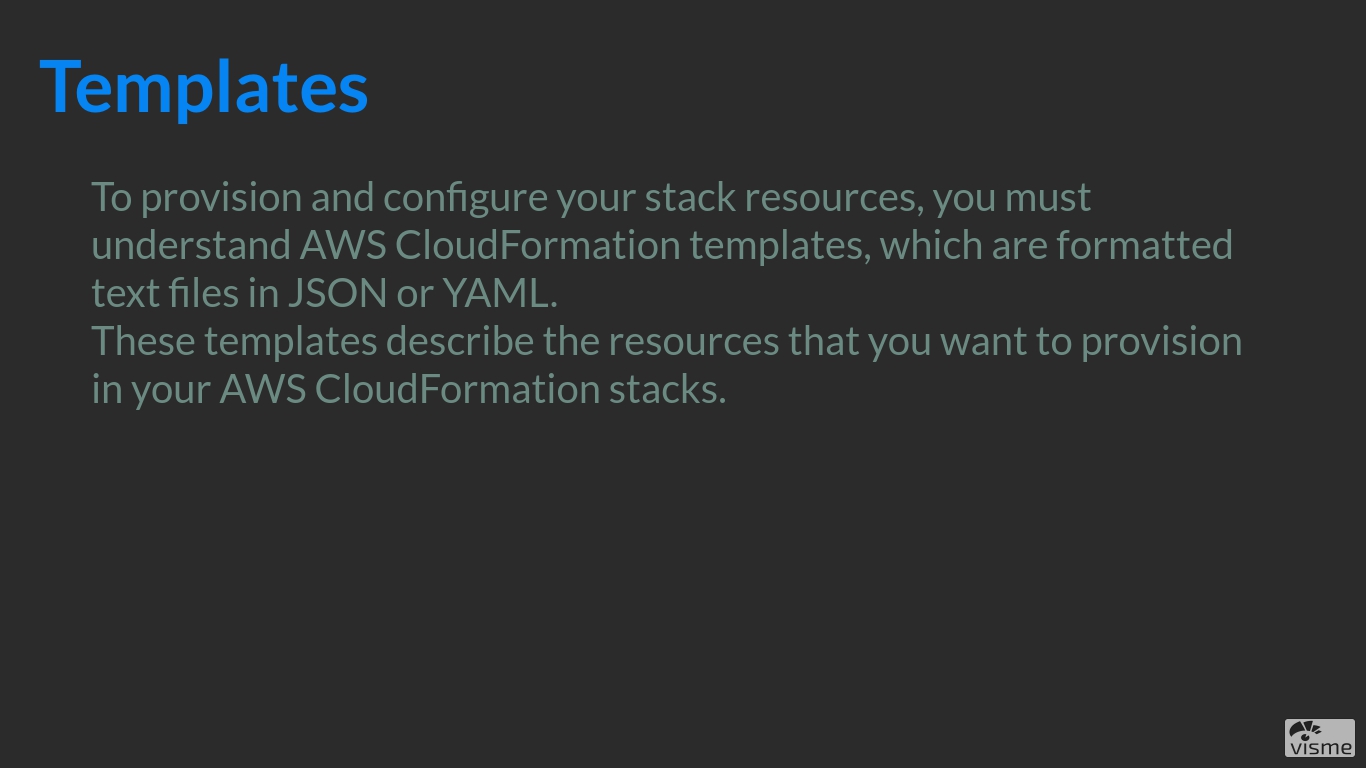 Templates
To provision and configure your stack resources, you must
understand AWS CloudFormation templates, which are formatted
text files in JSON or YAML.
These templates describe the resources that you want to provision
in your AWS CloudFormation stacks.
visme